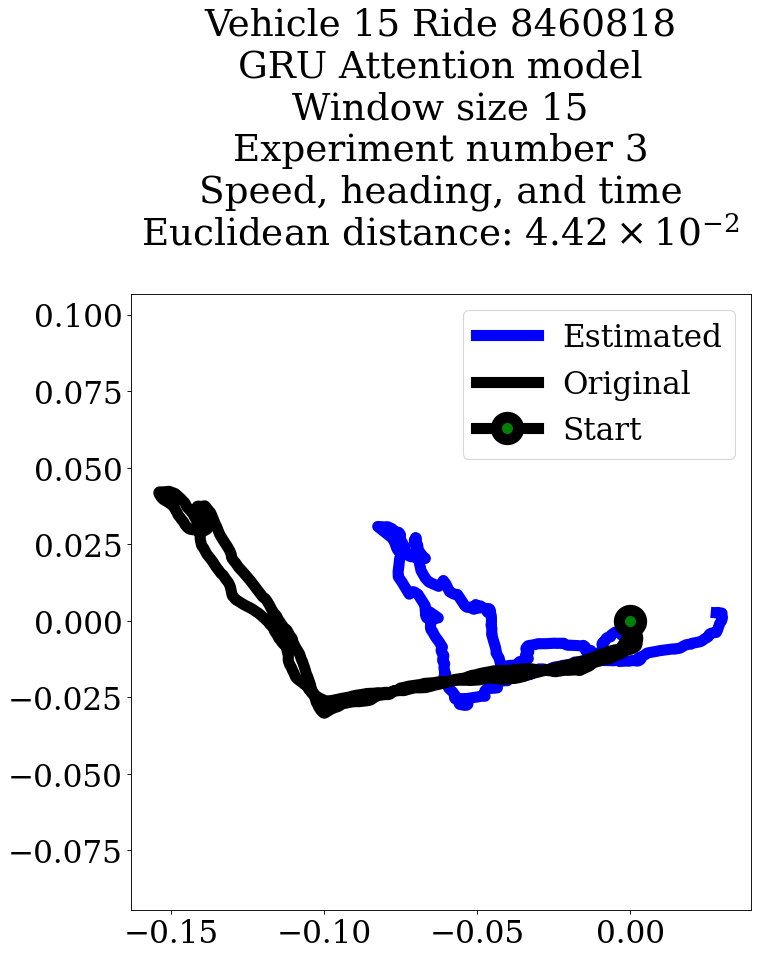 Vehicle 15 Ride 8460818
GRU Attention model
Window size 15
Experiment number 3
Speed, heading, and time
Euclidean distance: 4.42 × 10⁻²
Estimated
Original
Start
0.100
0.075
0.050
0.025
0.000
−0.025
−0.050
−0.075
−0.15
−0.10
−0.05
0.00